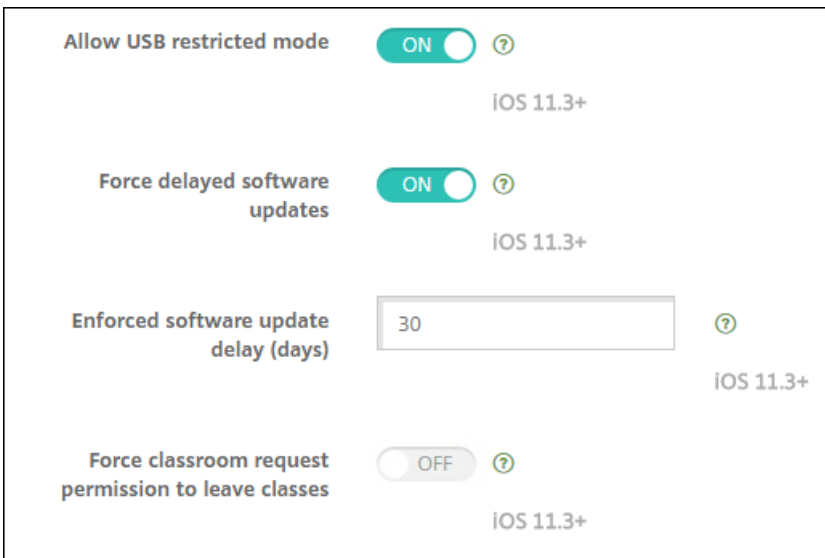 Allow USB restricted mode
ON
?
iOS 11.3+
Force delayed software
updates
ON
?
iOS 11.3+
Enforced software update
delay (days)
30
?
iOS 11.3+
Force classroom request
permission to leave classes
OFF
?
iOS 11.3+